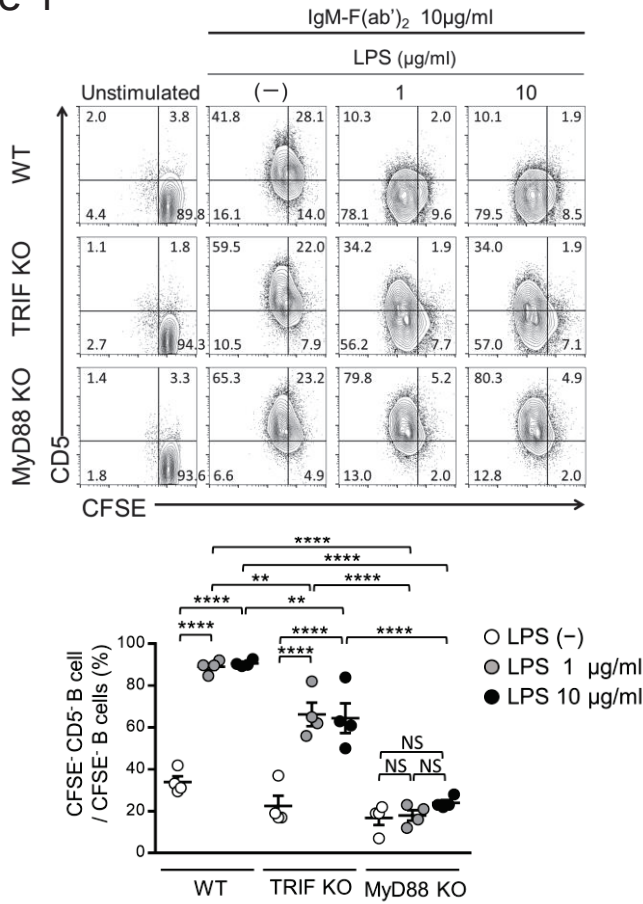 IgM-F(ab')₂ 10μg/ml
LPS (μg/ml)
Unstimulated (−) 1 10
WT
2.0 3.8 41.8 28.1 10.3 2.0 10.1 1.9
4.4 89.8 16.1 14.0 78.1 9.6 79.5 8.5
TRIF KO
1.1 1.8 59.5 22.0 34.2 1.9 34.0 1.9
2.7 94.3 10.5 7.9 56.2 7.7 57.0 7.1
MyD88 KO
1.4 3.3 65.3 23.2 79.8 5.2 80.3 4.9
1.8 93.6 6.6 4.9 13.0 2.0 12.8 2.0
CD5
CFSE
****
****
** ****
**** **
**** **** ****
****
NS
NS NS
CFSE⁻ CD5⁻ B cell
/ CFSE⁻ B cells (%)
100
80
60
40
20
0
WT TRIF KO MyD88 KO
LPS (−)
LPS 1 μg/ml
LPS 10 μg/ml